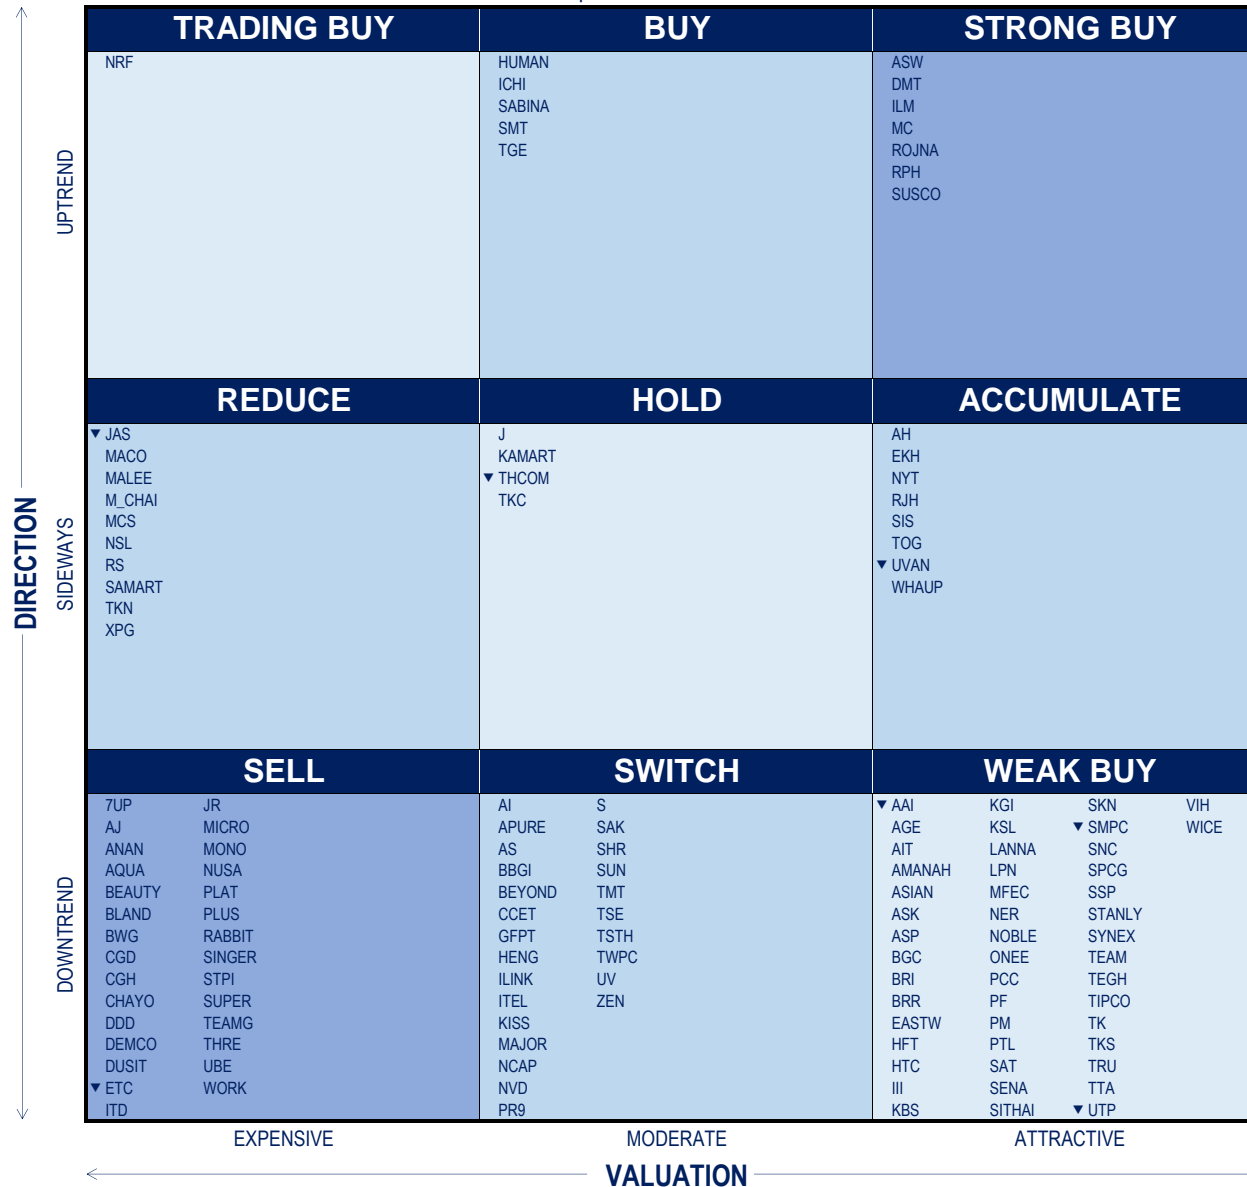 TRADING BUY
BUY
STRONG BUY
NRF
HUMAN
ICHI
SABINA
SMT
TGE
ASW
DMT
ILM
MC
ROJNA
RPH
SUSCO
UPTREND
REDUCE
HOLD
ACCUMULATE
▼ JAS
MACO
MALEE
M_CHAI
MCS
NSL
RS
SAMART
TKN
XPG
J
KAMART
▼ THCOM
TKC
AH
EKH
NYT
RJH
SIS
TOG
▼ UVAN
WHAUP
DIRECTION
SIDEWAYS
SELL
SWITCH
WEAK BUY
7UP
AJ
ANAN
AQUA
BEAUTY
BLAND
BWG
CGD
CGH
CHAYO
DDD
DEMCO
DUSIT
▼ ETC
ITD
JR
MICRO
MONO
NUSA
PLAT
PLUS
RABBIT
SINGER
STPI
SUPER
TEAMG
THRE
UBE
WORK
AI
APURE
AS
BBGI
BEYOND
CCET
GFPT
HENG
ILINK
ITEL
KISS
MAJOR
NCAP
NVD
PR9
S
SAK
SHR
SUN
TMT
TSE
TSTH
TWPC
UV
ZEN
▼ AAI
AGE
AIT
AMANAH
ASIAN
ASK
ASP
BGC
BRI
BRR
EASTW
HFT
HTC
III
KBS
KGI
KSL
LANNA
LPN
MFEC
NER
NOBLE
ONEE
PCC
PF
PM
PTL
SAT
SENA
SITHAI
SKN
▼ SMPC
SNC
SPCG
SSP
STANLY
SYNEX
TEAM
TEGH
TIPCO
TK
TKS
TRU
TTA
▼ UTP
VIH
WICE
DOWNTREND
EXPENSIVE
MODERATE
ATTRACTIVE
VALUATION